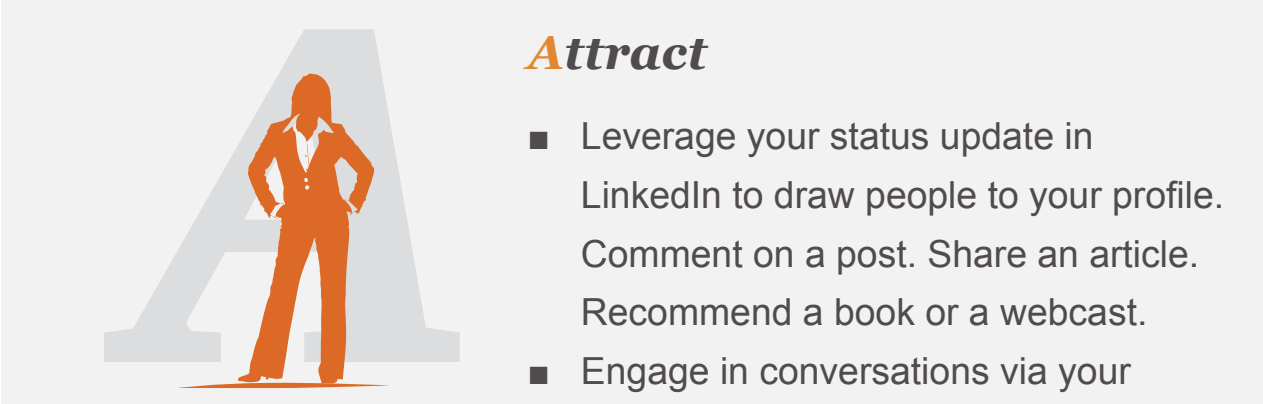 A
Attract
■ Leverage your status update in
LinkedIn to draw people to your profile.
Comment on a post. Share an article.
Recommend a book or a webcast.
■ Engage in conversations via your